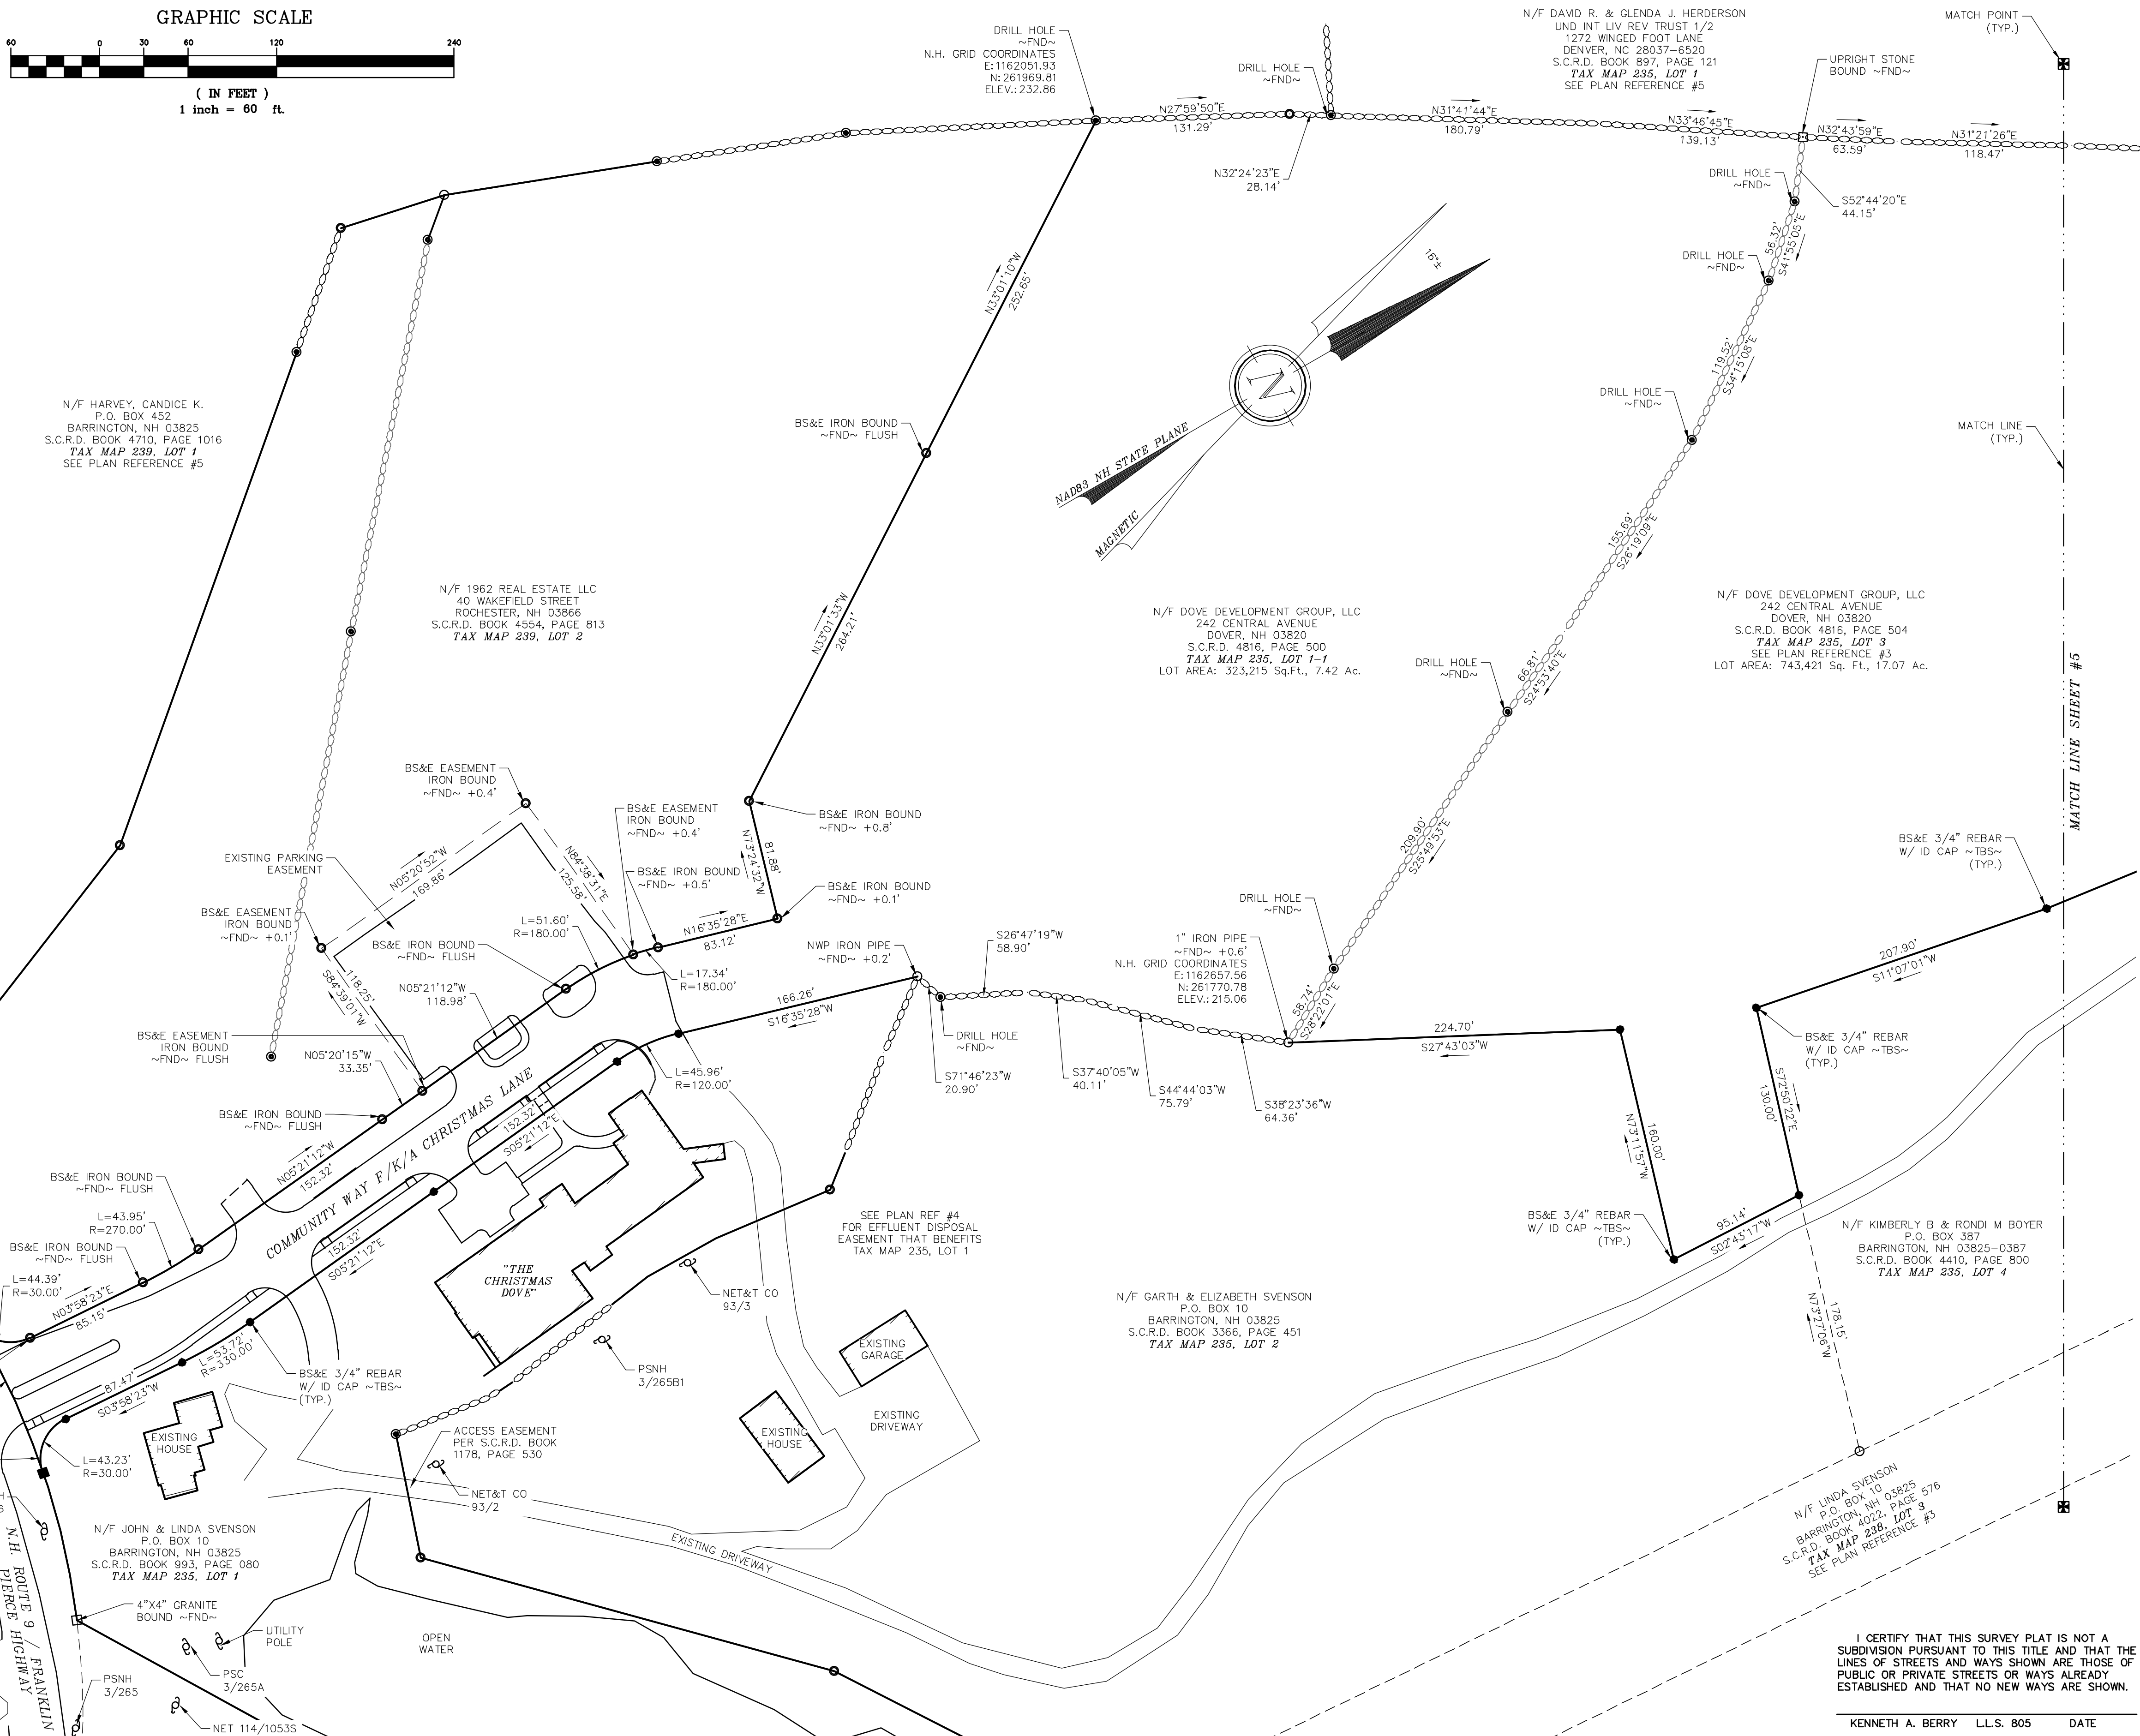 GRAPHIC SCALE
60 0 30 60 120 240
( IN FEET )
1 inch = 60 ft.
DRILL HOLE
~FND~
N.H. GRID COORDINATES
E:1162051.93
N:261969.81
ELEV.:232.86
DRILL HOLE
~FND~
N/F DAVID R. & GLENDA J. HERDERSON
UND INT LIV REV TRUST 1/2
1272 WINGED FOOT LANE
DENVER, NC 28037-6520
S.C.R.D. BOOK 897, PAGE 121
TAX MAP 235, LOT 1
SEE PLAN REFERENCE #5
MATCH POINT
(TYP.)
UPRIGHT STONE
BOUND ~FND~
N27°59'50"E
131.29'
N32°24'23"E
28.14'
N31°41'44"E
180.79'
N33°46'45"E
139.13'
N32°43'59"E
63.59'
N31°21'26"E
118.47'
DRILL HOLE
~FND~
S52°44'20"E
44.15'
56.32'
S41°55'05"E
DRILL HOLE
~FND~
119.52'
S34°15'08"E
DRILL HOLE
~FND~
MATCH LINE
(TYP.)
N33°01'10"W
252.65'
16°±
N
NAD83 NH STATE PLANE
MAGNETIC
N/F HARVEY, CANDICE K.
P.O. BOX 452
BARRINGTON, NH 03825
S.C.R.D. BOOK 4710, PAGE 1016
TAX MAP 239, LOT 1
SEE PLAN REFERENCE #5
BS&E IRON BOUND
~FND~ FLUSH
155.69'
S26°19'09"E
N/F 1962 REAL ESTATE LLC
40 WAKEFIELD STREET
ROCHESTER, NH 03866
S.C.R.D. BOOK 4554, PAGE 813
TAX MAP 239, LOT 2
N33°01'33"W
264.21'
N/F DOVE DEVELOPMENT GROUP, LLC
242 CENTRAL AVENUE
DOVER, NH 03820
S.C.R.D. 4816, PAGE 500
TAX MAP 235, LOT 1-1
LOT AREA: 323,215 Sq.Ft., 7.42 Ac.
N/F DOVE DEVELOPMENT GROUP, LLC
242 CENTRAL AVENUE
DOVER, NH 03820
S.C.R.D. BOOK 4816, PAGE 504
TAX MAP 235, LOT 3
SEE PLAN REFERENCE #3
LOT AREA: 743,421 Sq. Ft., 17.07 Ac.
DRILL HOLE
~FND~
66.81'
S24°53'40"E
MATCH LINE SHEET #5
BS&E EASEMENT
IRON BOUND
~FND~ +0.4'
BS&E EASEMENT
IRON BOUND
~FND~ +0.4'
BS&E IRON BOUND
~FND~ +0.8'
N73°24'32"W
81.88'
EXISTING PARKING
EASEMENT
N05°20'52"W
169.86'
N84°38'31"E
125.58'
BS&E IRON BOUND
~FND~ +0.5'
BS&E IRON BOUND
~FND~ +0.1'
209.90'
S25°49'53"E
BS&E 3/4" REBAR
W/ ID CAP ~TBS~
(TYP.)
BS&E EASEMENT
IRON BOUND
~FND~ +0.1'
L=51.60'
R=180.00'
N16°35'28"E
83.12'
BS&E IRON BOUND
~FND~ FLUSH
NWP IRON PIPE
~FND~ +0.2'
S26°47'19"W
58.90'
DRILL HOLE
~FND~
1" IRON PIPE
~FND~ +0.6'
N.H. GRID COORDINATES
E:1162657.56
N:261770.78
ELEV.:215.06
207.90'
S11°07'01"W
118.25'
S84°39'01"W
N05°21'12"W
118.98'
L=17.34'
R=180.00'
166.26'
S16°35'28"W
58.74'
S28°22'01"E
224.70'
S27°43'03"W
BS&E EASEMENT
IRON BOUND
~FND~ FLUSH
N05°20'15"W
33.35'
DRILL HOLE
~FND~
BS&E 3/4" REBAR
W/ ID CAP ~TBS~
(TYP.)
L=45.96'
R=120.00'
S71°46'23"W
20.90'
S37°40'05"W
40.11'
S44°44'03"W
75.79'
S38°23'36"W
64.36'
BS&E IRON BOUND
~FND~ FLUSH
COMMUNITY WAY F/K/A CHRISTMAS LANE
152.32'
S05°21'12"E
N05°21'12"W
152.32'
S72°50'22"E
130.00'
160.00'
N73°11'57"W
BS&E IRON BOUND
~FND~ FLUSH
L=43.95'
R=270.00'
BS&E IRON BOUND
~FND~ FLUSH
152.32'
S05°21'12"E
SEE PLAN REF #4
FOR EFFLUENT DISPOSAL
EASEMENT THAT BENEFITS
TAX MAP 235, LOT 1
BS&E 3/4" REBAR
W/ ID CAP ~TBS~
(TYP.)
95.14'
S02°43'17"W
N/F KIMBERLY B & RONDI M BOYER
P.O. BOX 387
BARRINGTON, NH 03825-0387
S.C.R.D. BOOK 4410, PAGE 800
TAX MAP 235, LOT 4
L=44.39'
R=30.00'
N03°58'23"E
85.15'
"THE
CHRISTMAS
DOVE"
NET&T CO
93/3
N/F GARTH & ELIZABETH SVENSON
P.O. BOX 10
BARRINGTON, NH 03825
S.C.R.D. BOOK 3366, PAGE 451
TAX MAP 235, LOT 2
178.15'
N73°27'06"W
L=53.72'
R=330.00'
87.47'
S03°58'23"W
BS&E 3/4" REBAR
W/ ID CAP ~TBS~
(TYP.)
PSNH
3/265B1
EXISTING
GARAGE
EXISTING
DRIVEWAY
EXISTING
HOUSE
EXISTING
HOUSE
ACCESS EASEMENT
PER S.C.R.D. BOOK
1178, PAGE 530
L=43.23'
R=30.00'
NET&T CO
93/2
EXISTING DRIVEWAY
N/F LINDA SVENSON
P.O. BOX 10
BARRINGTON, NH 03825
S.C.R.D. BOOK 4022, PAGE 576
TAX MAP 238, LOT 3
SEE PLAN REFERENCE #3
N/F JOHN & LINDA SVENSON
P.O. BOX 10
BARRINGTON, NH 03825
S.C.R.D. BOOK 993, PAGE 080
TAX MAP 235, LOT 1
N.H. ROUTE 9 / FRANKLIN
PIERCE HIGHWAY
4"X4" GRANITE
BOUND ~FND~
UTILITY
POLE
OPEN
WATER
PSC
3/265A
PSNH
3/265
NET 114/1053S
I CERTIFY THAT THIS SURVEY PLAT IS NOT A
SUBDIVISION PURSUANT TO THIS TITLE AND THAT THE
LINES OF STREETS AND WAYS SHOWN ARE THOSE OF
PUBLIC OR PRIVATE STREETS OR WAYS ALREADY
ESTABLISHED AND THAT NO NEW WAYS ARE SHOWN.
KENNETH A. BERRY L.L.S. 805 DATE